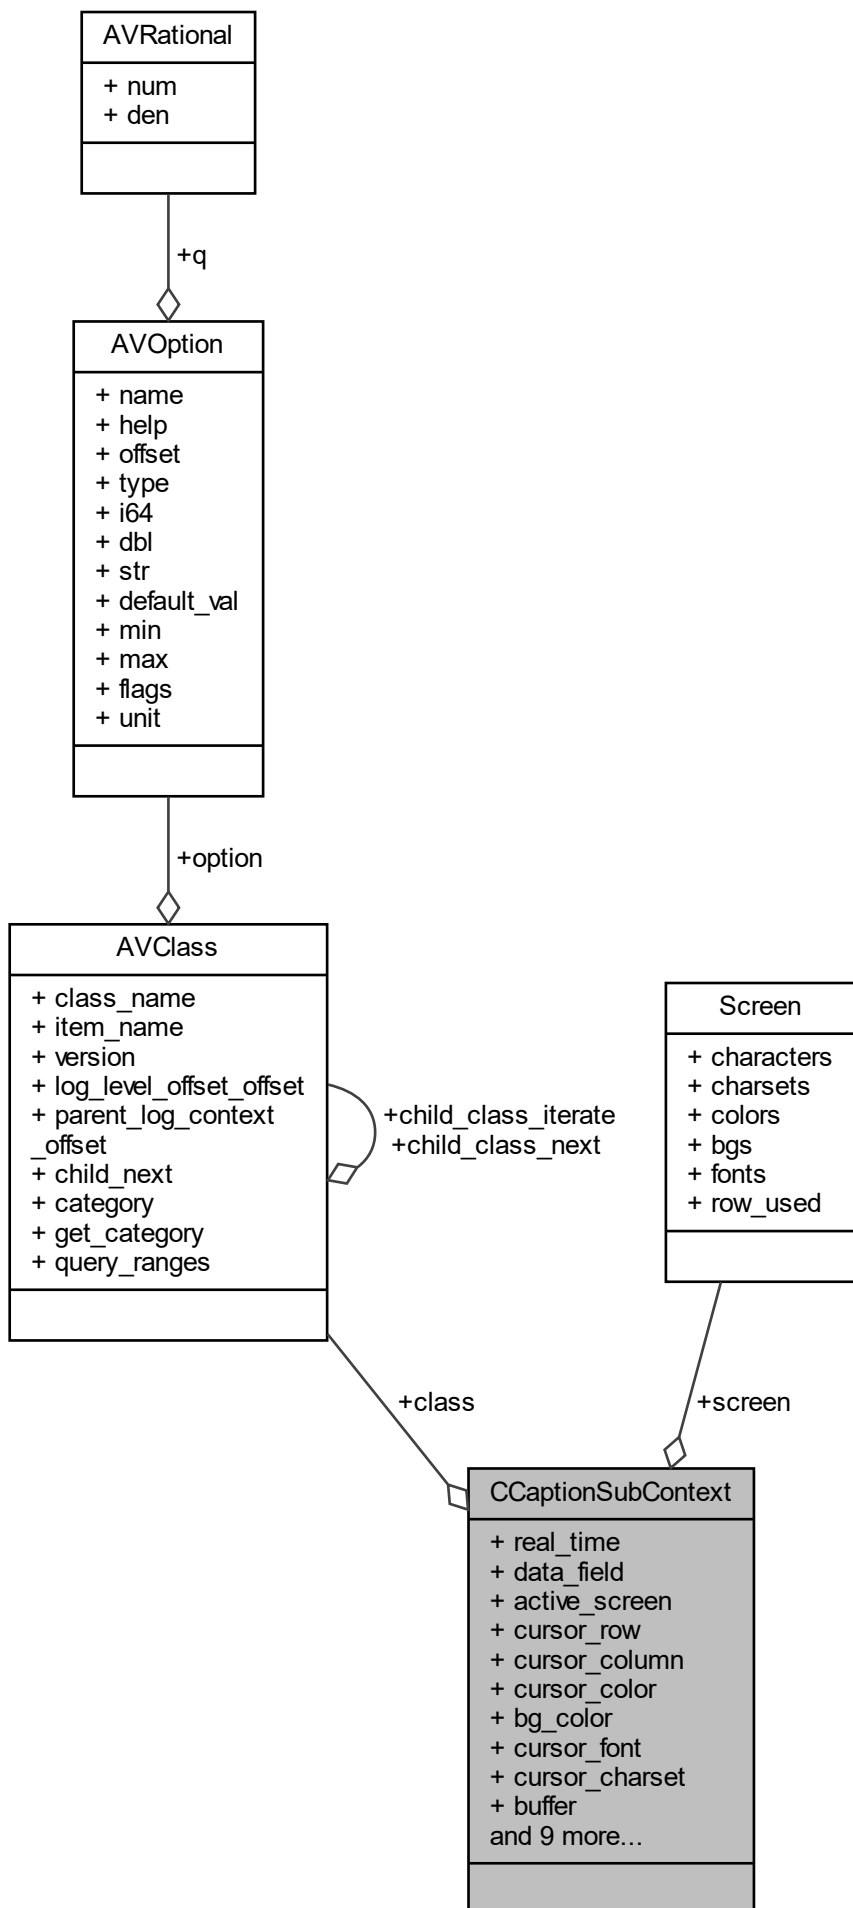 AVRational
+ num
+ den
+q
AVOption
+ name
+ help
+ offset
+ type
+ i64
+ dbl
+ str
+ default_val
+ min
+ max
+ flags
+ unit
+option
AVClass
+ class_name
+ item_name
+ version
+ log_level_offset_offset
+ parent_log_context
_offset
+ child_next
+ category
+ get_category
+ query_ranges
+child_class_iterate
+child_class_next
Screen
+ characters
+ charsets
+ colors
+ bgs
+ fonts
+ row_used
+class
+screen
CCaptionSubContext
+ real_time
+ data_field
+ active_screen
+ cursor_row
+ cursor_column
+ cursor_color
+ bg_color
+ cursor_font
+ cursor_charset
+ buffer
and 9 more...